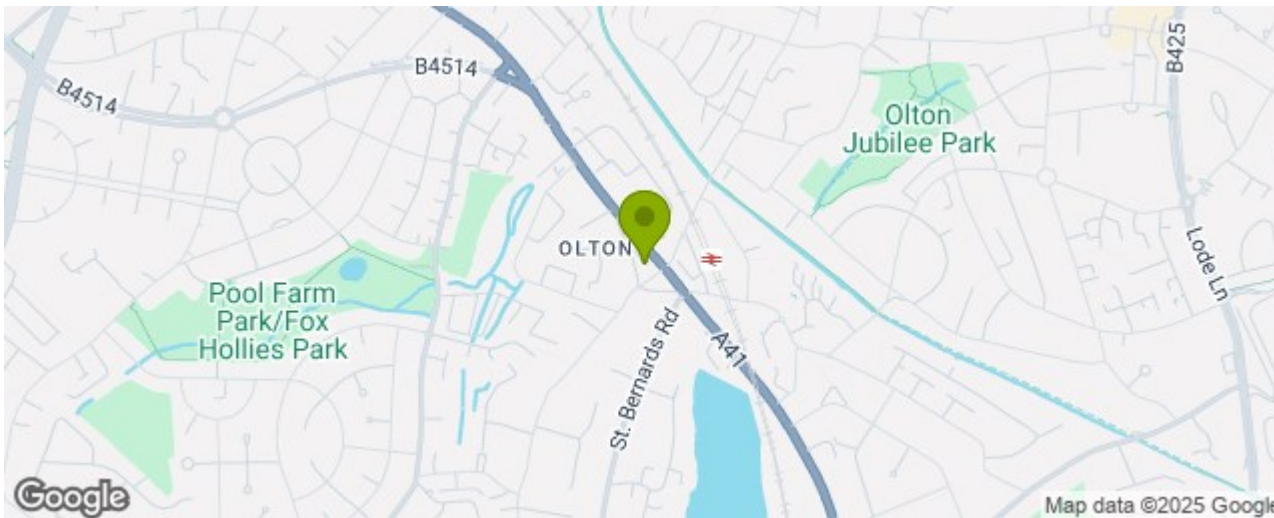 B4514
B4514
B425
Olton
Jubilee Park
OLTON
Lode Ln
Pool Farm
Park/Fox
Hollies Park
St. Bernards Rd
A41
Google
Map data ©2025 Google